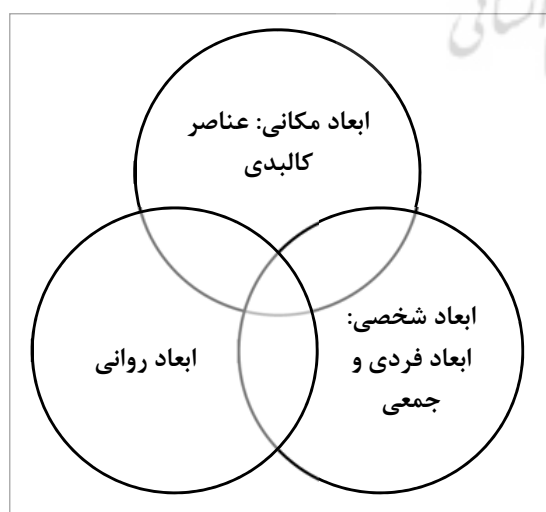 ابعاد مکانی: عناصر
کالبدی
ابعاد شخصی:
ابعاد فردی و
جمعی
ابعاد روانی